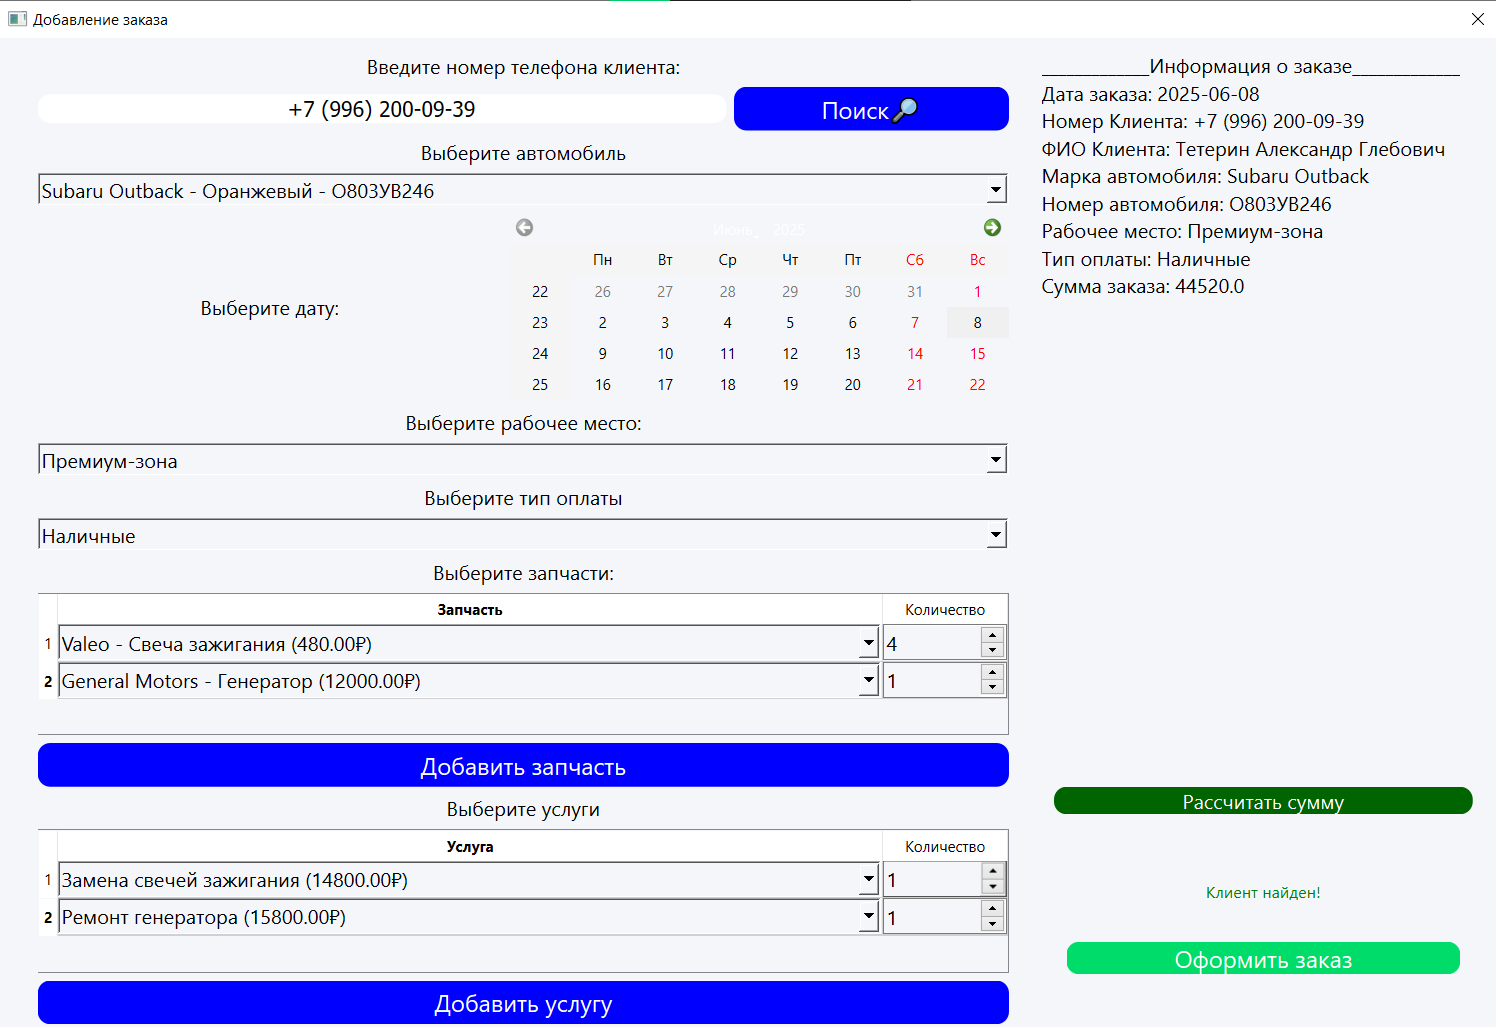 Добавление заказа
Введите номер телефона клиента:
+7 (996) 200-09-39
Поиск🔎
Выберите автомобиль
Subaru Outback - Оранжевый - О803УВ246
Выберите дату:
Июнь, 2025
Пн Вт Ср Чт Пт Сб Вс
22 26 27 28 29 30 31 1
23 2 3 4 5 6 7 8
24 9 10 11 12 13 14 15
25 16 17 18 19 20 21 22
Выберите рабочее место:
Премиум-зона
Выберите тип оплаты
Наличные
Выберите запчасти:
Запчасть Количество
1 Valeo - Свеча зажигания (480.00₽) 4
2 General Motors - Генератор (12000.00₽) 1
Добавить запчасть
Выберите услуги
Услуга Количество
1 Замена свечей зажигания (14800.00₽) 1
2 Ремонт генератора (15800.00₽) 1
Добавить услугу
____________Информация о заказе____________
Дата заказа: 2025-06-08
Номер Клиента: +7 (996) 200-09-39
ФИО Клиента: Тетерин Александр Глебович
Марка автомобиля: Subaru Outback
Номер автомобиля: О803УВ246
Рабочее место: Премиум-зона
Тип оплаты: Наличные
Сумма заказа: 44520.0
Рассчитать сумму
Клиент найден!
Оформить заказ